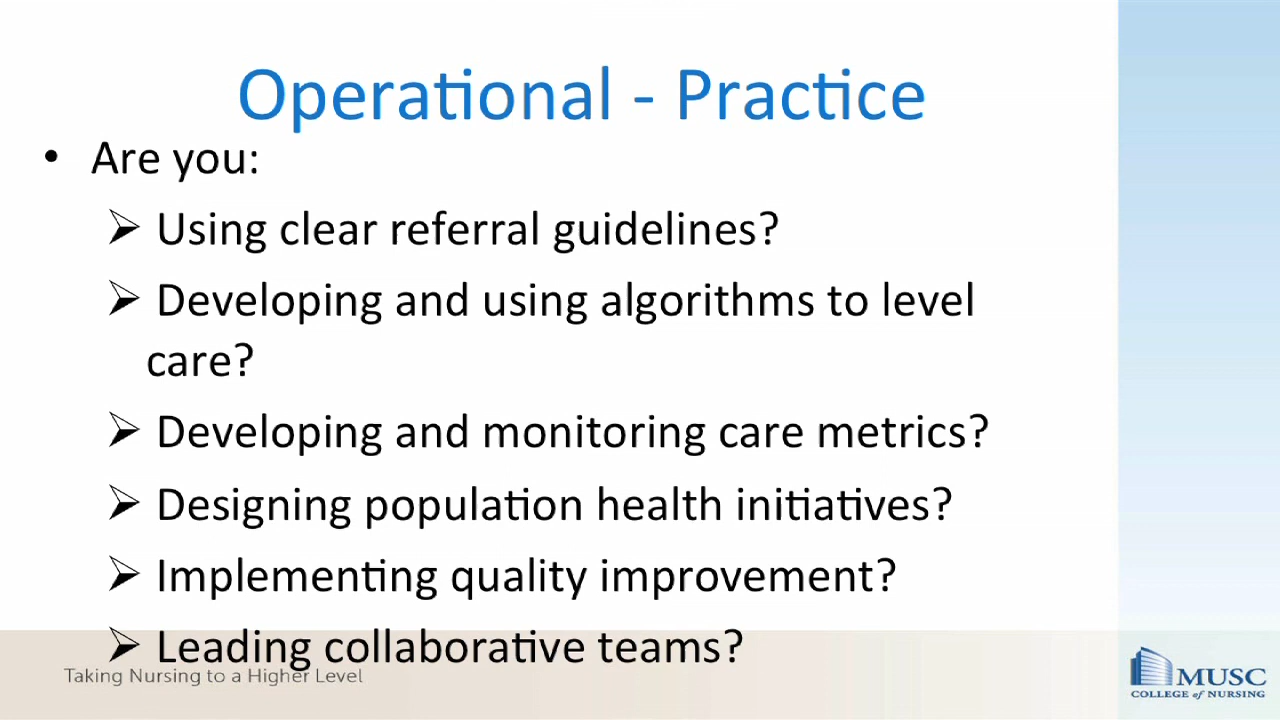 Operational - Practice
• Are you:
➢ Using clear referral guidelines?
➢ Developing and using algorithms to level
care?
➢ Developing and monitoring care metrics?
➢ Designing population health initiatives?
➢ Implementing quality improvement?
➢ Leading collaborative teams?
Taking Nursing to a Higher Level
MUSC
COLLEGE of NURSING